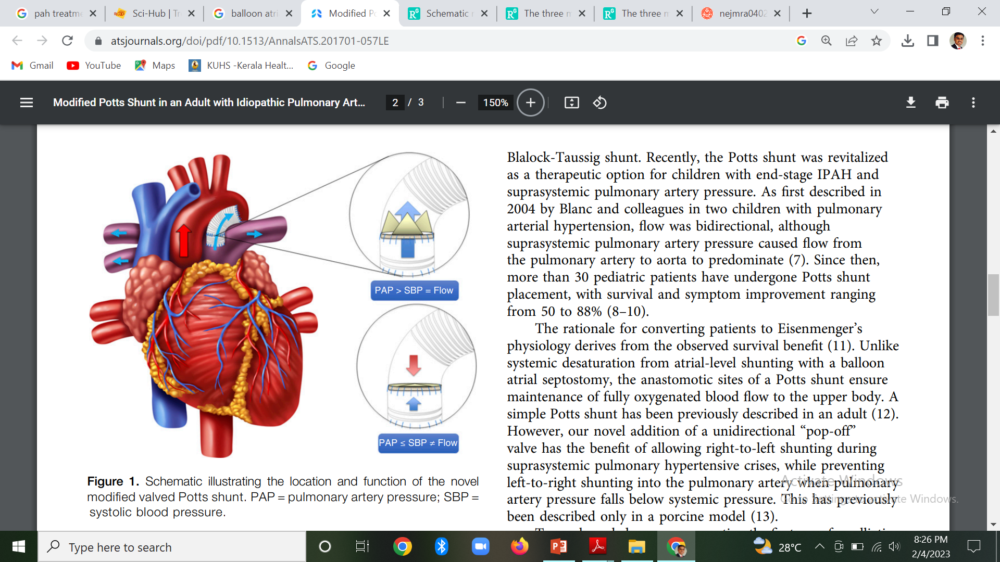 pah treatme
Sci-Hub | Tr
balloon atri
Modified Po
Schematic r
The three m
The three m
nejmra0402
atsjournals.org/doi/pdf/10.1513/AnnalsATS.201701-057LE
Gmail
YouTube
Maps
KUHS -Kerala Healt...
Google
Modified Potts Shunt in an Adult with Idiopathic Pulmonary Art...
2 / 3
150%
PAP > SBP = Flow
PAP ≤ SBP ≠ Flow
Figure 1. Schematic illustrating the location and function of the novel
modified valved Potts shunt. PAP = pulmonary artery pressure; SBP =
systolic blood pressure.
Blalock-Taussig shunt. Recently, the Potts shunt was revitalized
as a therapeutic option for children with end-stage IPAH and
suprasystemic pulmonary artery pressure. As first described in
2004 by Blanc and colleagues in two children with pulmonary
arterial hypertension, flow was bidirectional, although
suprasystemic pulmonary artery pressure caused flow from
the pulmonary artery to aorta to predominate (7). Since then,
more than 30 pediatric patients have undergone Potts shunt
placement, with survival and symptom improvement ranging
from 50 to 88% (8–10).
The rationale for converting patients to Eisenmenger’s
physiology derives from the observed survival benefit (11). Unlike
systemic desaturation from atrial-level shunting with a balloon
atrial septostomy, the anastomotic sites of a Potts shunt ensure
maintenance of fully oxygenated blood flow to the upper body. A
simple Potts shunt has been previously described in an adult (12).
However, our novel addition of a unidirectional “pop-off”
valve has the benefit of allowing right-to-left shunting during
suprasystemic pulmonary hypertensive crises, while preventing
left-to-right shunting into the pulmonary artery when pulmonary
artery pressure falls below systemic pressure. This has previously
been described only in a porcine model (13).
Activate Windows
Go to Settings to activate Windows.
Type here to search
28°C
8:26 PM
2/4/2023